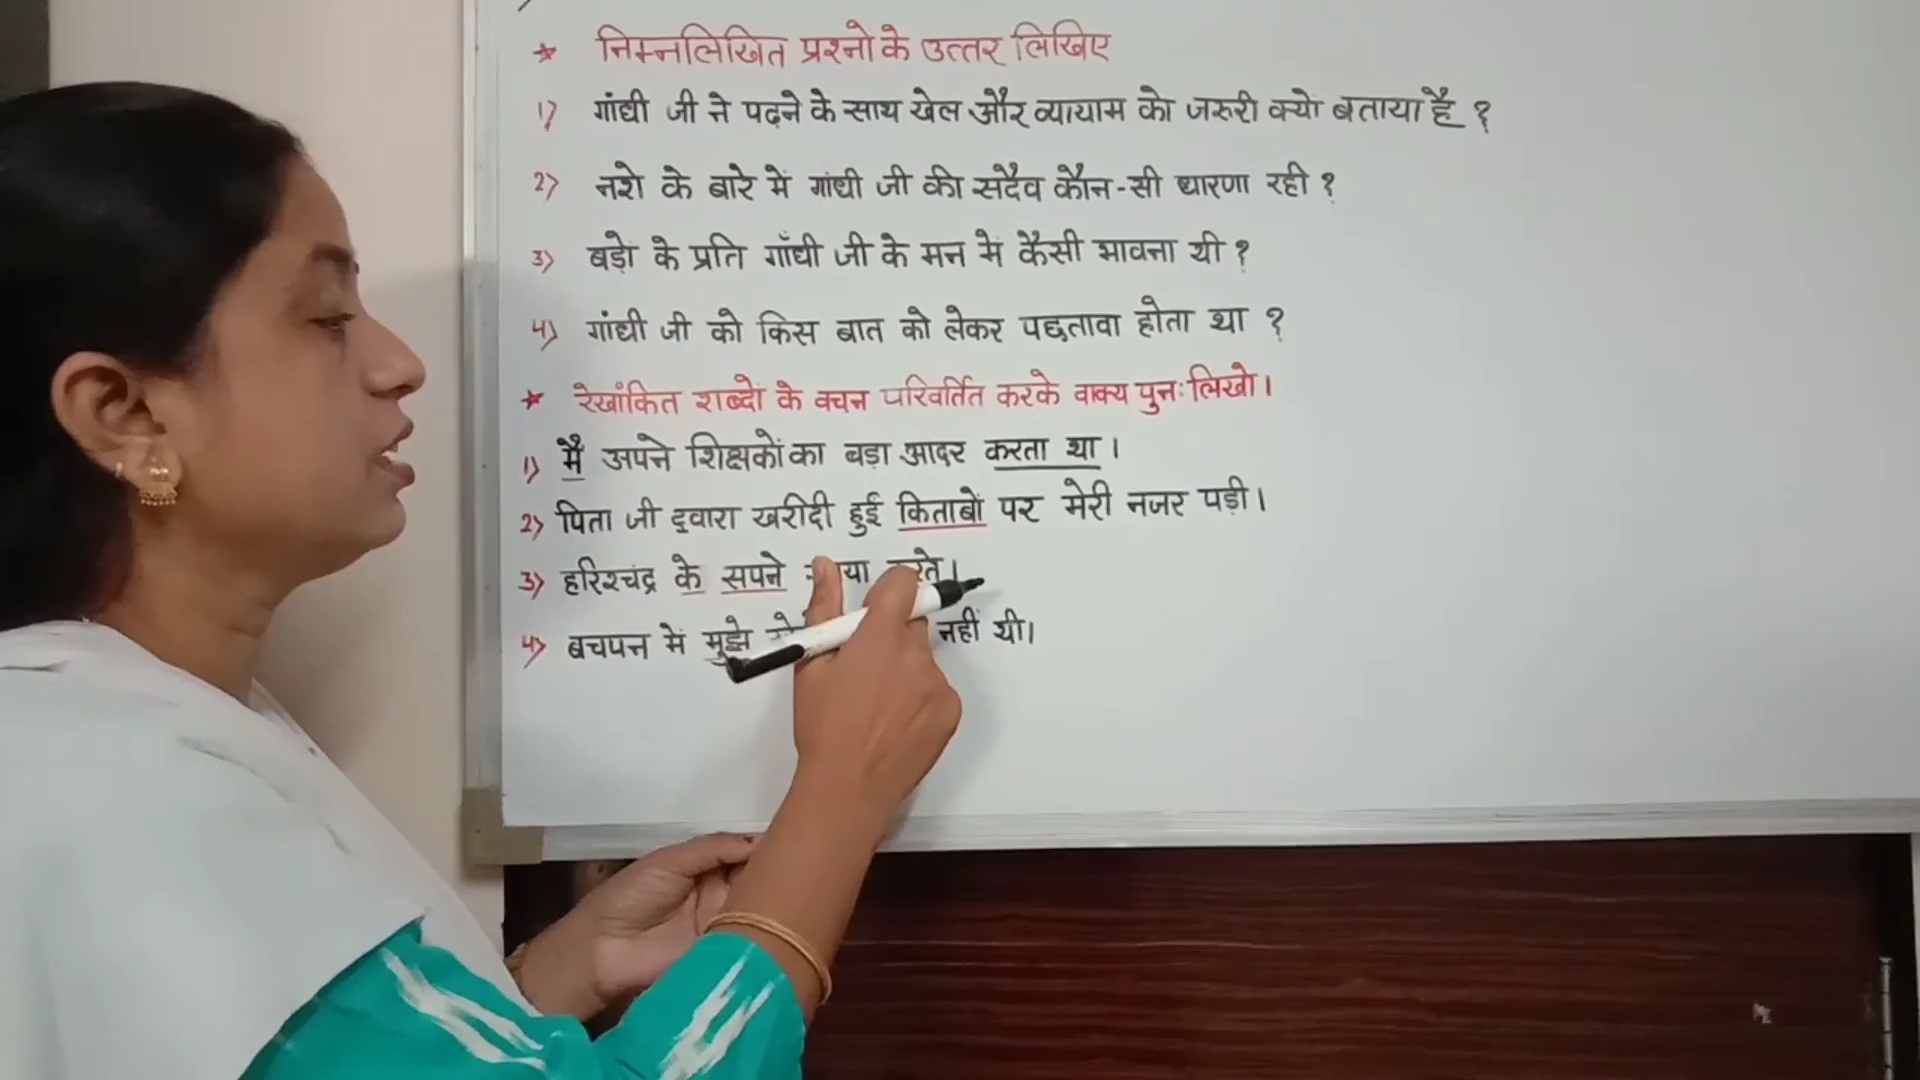 * निम्नलिखित प्रश्नो के उत्तर लिखिए
1) गांधी जी ने पढ़ने के साथ खेल और व्यायाम को जरुरी क्यों बताया है ?
2) नशे के बारे में गांधी जी की सदैव कौन-सी धारणा रही ?
3) बड़ो के प्रति गाँधी जी के मन में कैसी भावना थी ?
4) गांधी जी को किस बात को लेकर पछतावा होता था ?
* रेखांकित शब्दों के वचन परिवर्तित करके वाक्य पुनः लिखो।
1) मैं अपने शिक्षकों का बड़ा आदर करता था।
2) पिता जी द्वारा खरीदी हुई किताबों पर मेरी नजर पड़ी।
3) हरिश्चंद्र के सपने
4) बचपन में मुझे नहीं थी।